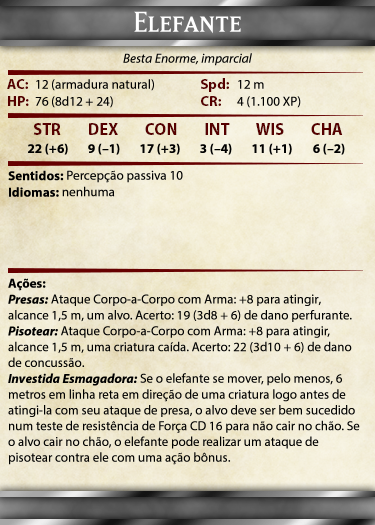 ELEFANTE
Besta Enorme, imparcial
AC: 12 (armadura natural) Spd: 12 m
HP: 76 (8d12 + 24) CR: 4 (1.100 XP)
STR DEX CON INT WIS CHA
22 (+6) 9 (–1) 17 (+3) 3 (–4) 11 (+1) 6 (–2)
Sentidos: Percepção passiva 10
Idiomas: nenhuma
Ações:
Presas: Ataque Corpo-a-Corpo com Arma: +8 para atingir,
alcance 1,5 m, um alvo. Acerto: 19 (3d8 + 6) de dano perfurante.
Pisotear: Ataque Corpo-a-Corpo com Arma: +8 para atingir,
alcance 1,5 m, uma criatura caída. Acerto: 22 (3d10 + 6) de dano
de concussão.
Investida Esmagadora: Se o elefante se mover, pelo menos, 6
metros em linha reta em direção de uma criatura logo antes de
atingi-la com seu ataque de presa, o alvo deve ser bem sucedido
num teste de resistência de Força CD 16 para não cair no chão. Se
o alvo cair no chão, o elefante pode realizar um ataque de
pisotear contra ele com uma ação bônus.